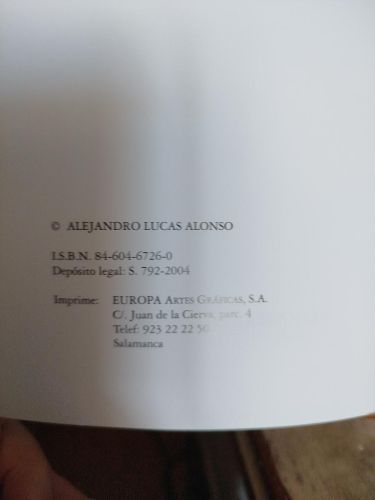 © ALEJANDRO LUCAS ALONSO
I.S.B.N. 84-604-6726-0
Depósito legal: S. 792-2004
Imprime: EUROPA ARTES GRÁFICAS, S.A.
C/. Juan de la Cierva, parc. 4
Telef: 923 22 22 50
Salamanca